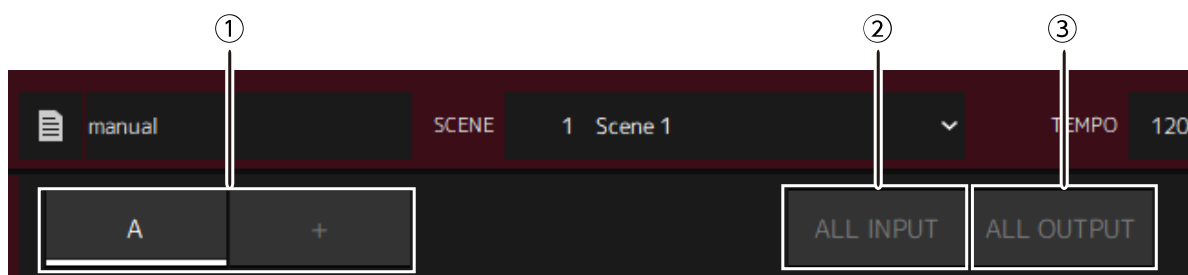 ① ② ③
manual SCENE 1 Scene 1 TEMPO 120
A + ALL INPUT ALL OUTPUT